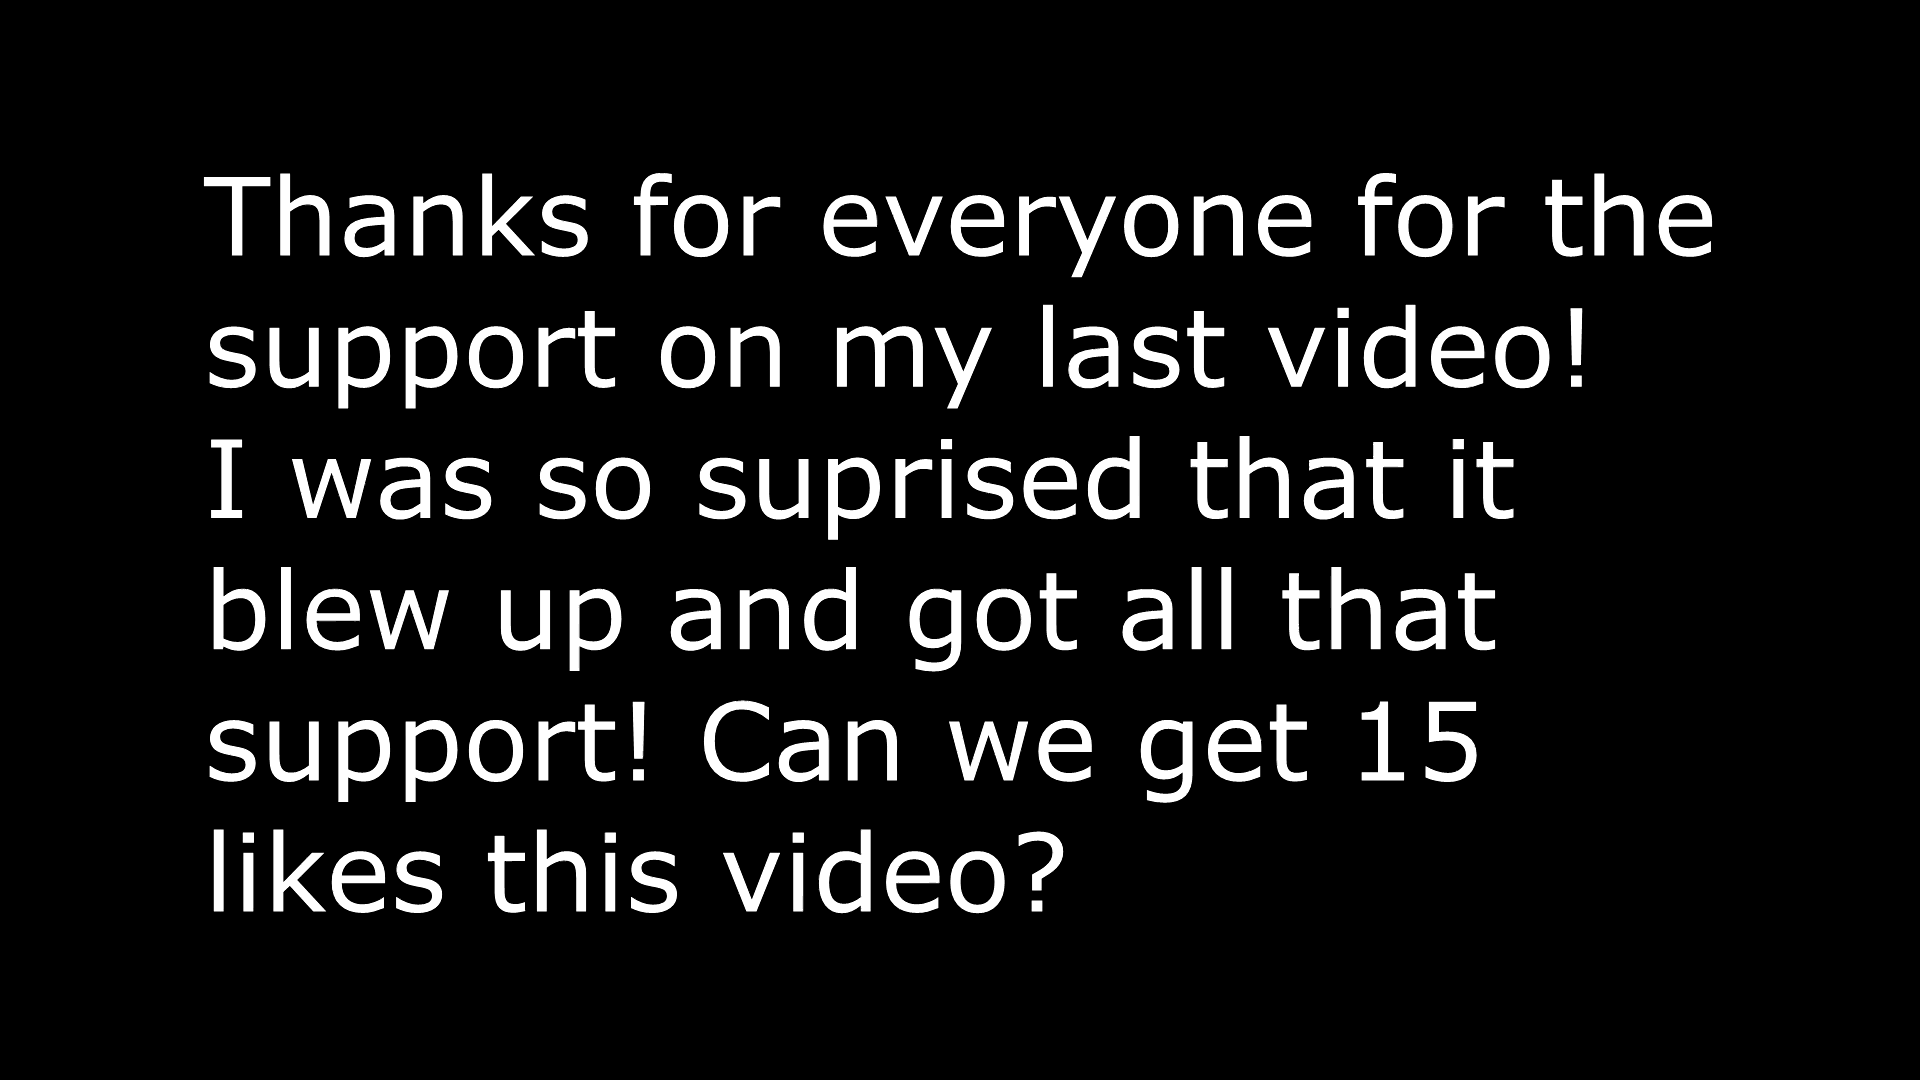 Thanks for everyone for the
support on my last video!
I was so suprised that it
blew up and got all that
support! Can we get 15
likes this video?